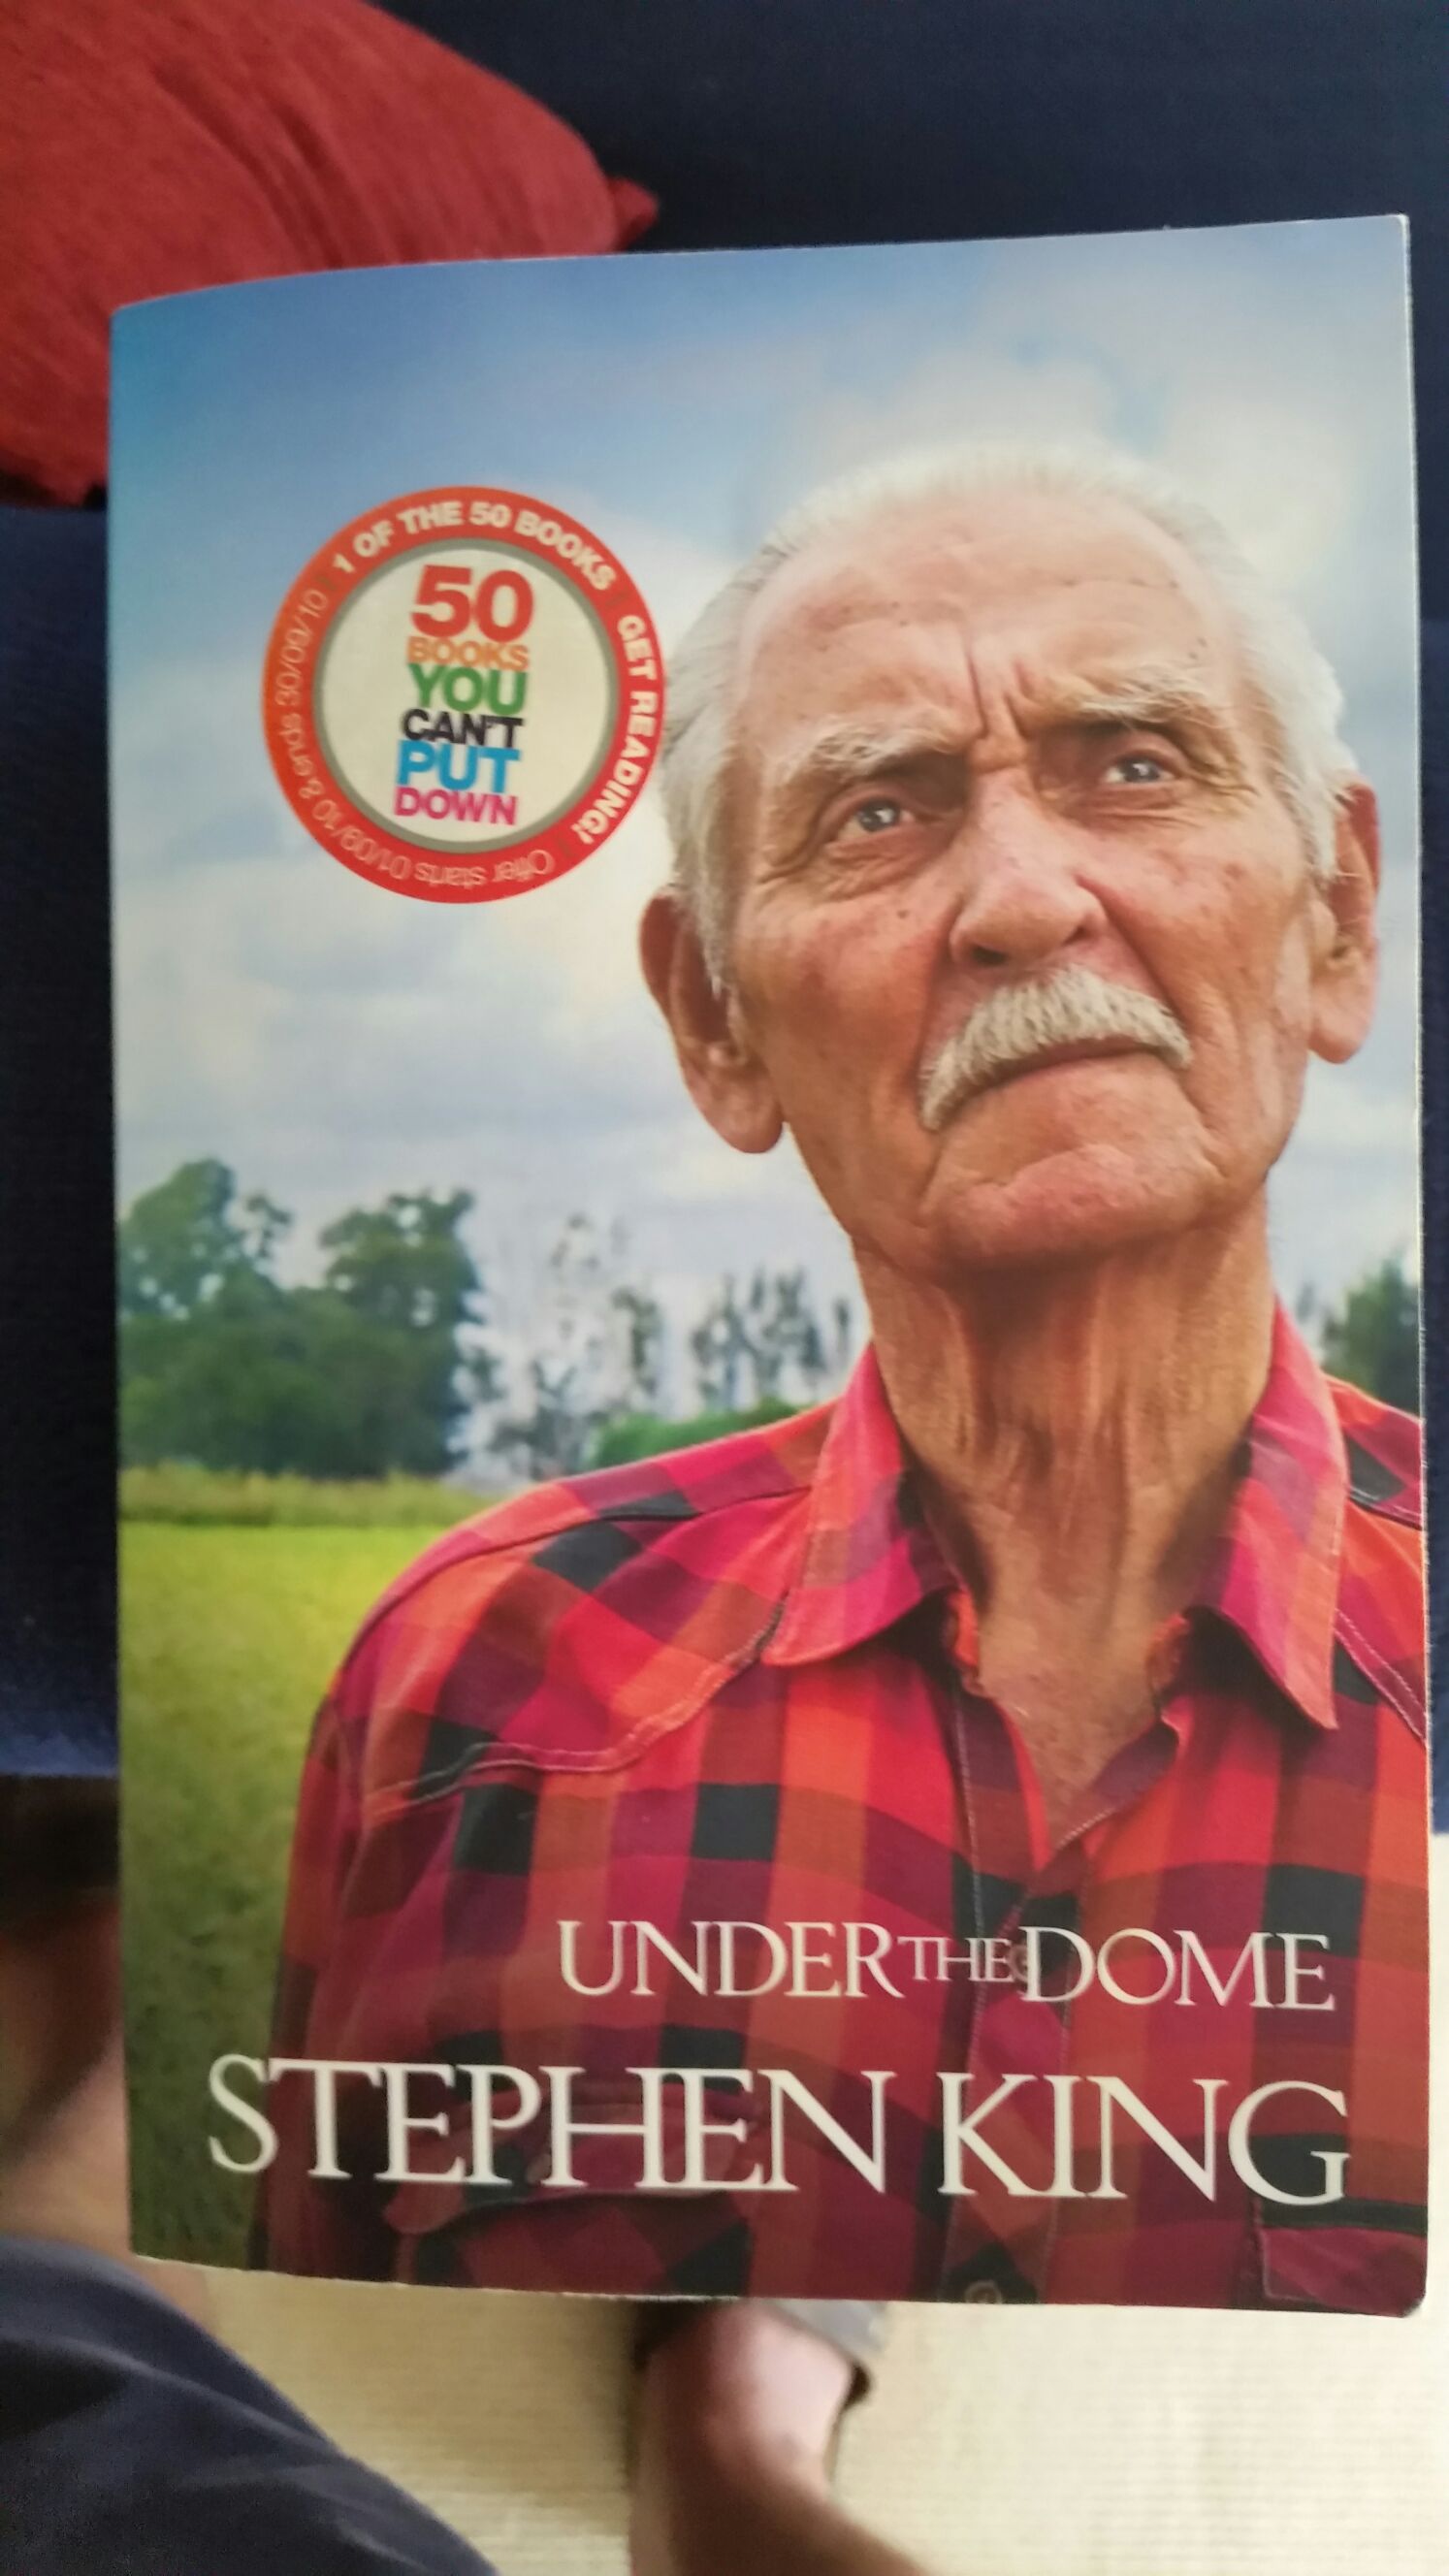 1 OF THE 50 BOOKS | GET READING! | Offer starts 01/09/10 & ends 30/09/10 |
50
BOOKS
YOU
CAN'T
PUT
DOWN
UNDER THE DOME
STEPHEN KING